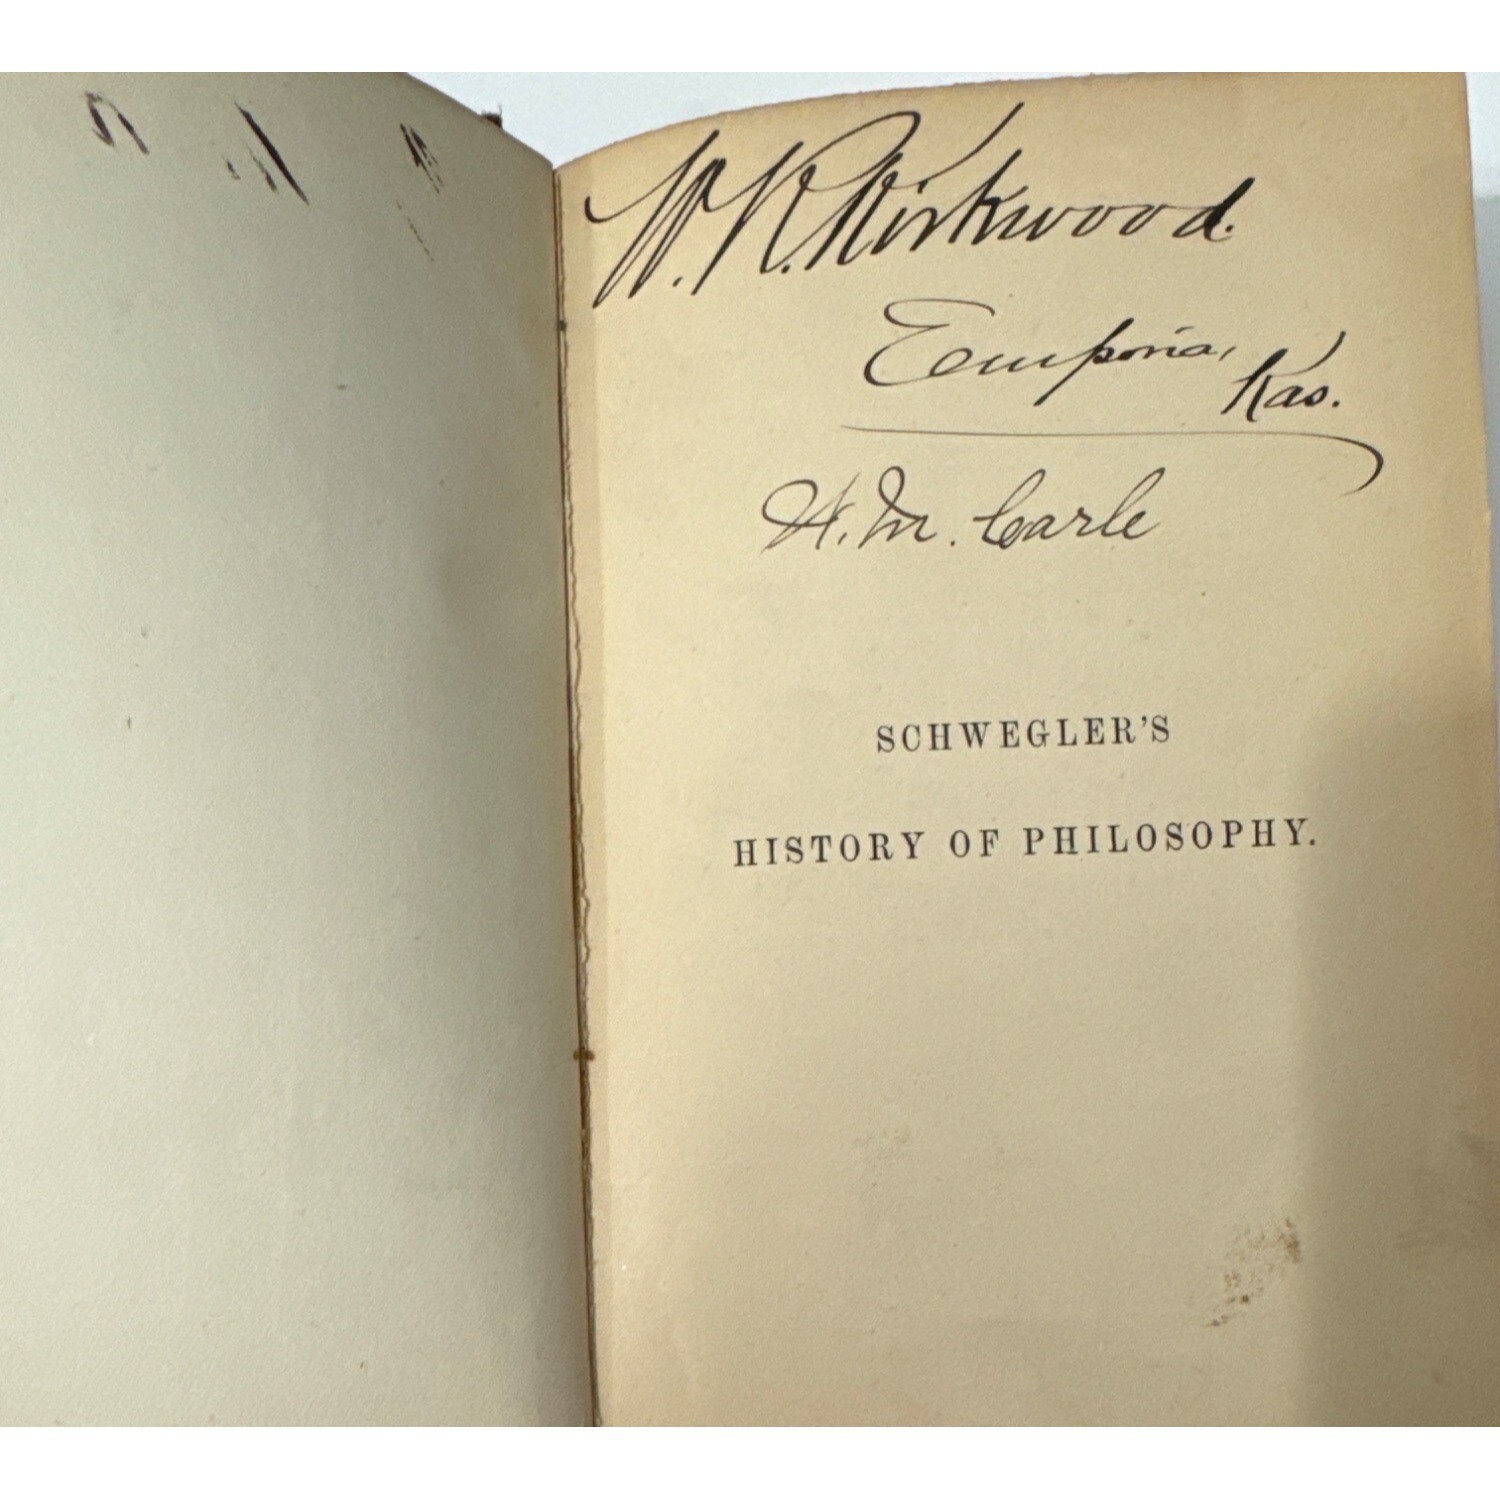 W. R. Kirkwood.
Emporia,
Kas.
H. M. Carle
SCHWEGLER'S
HISTORY OF PHILOSOPHY.